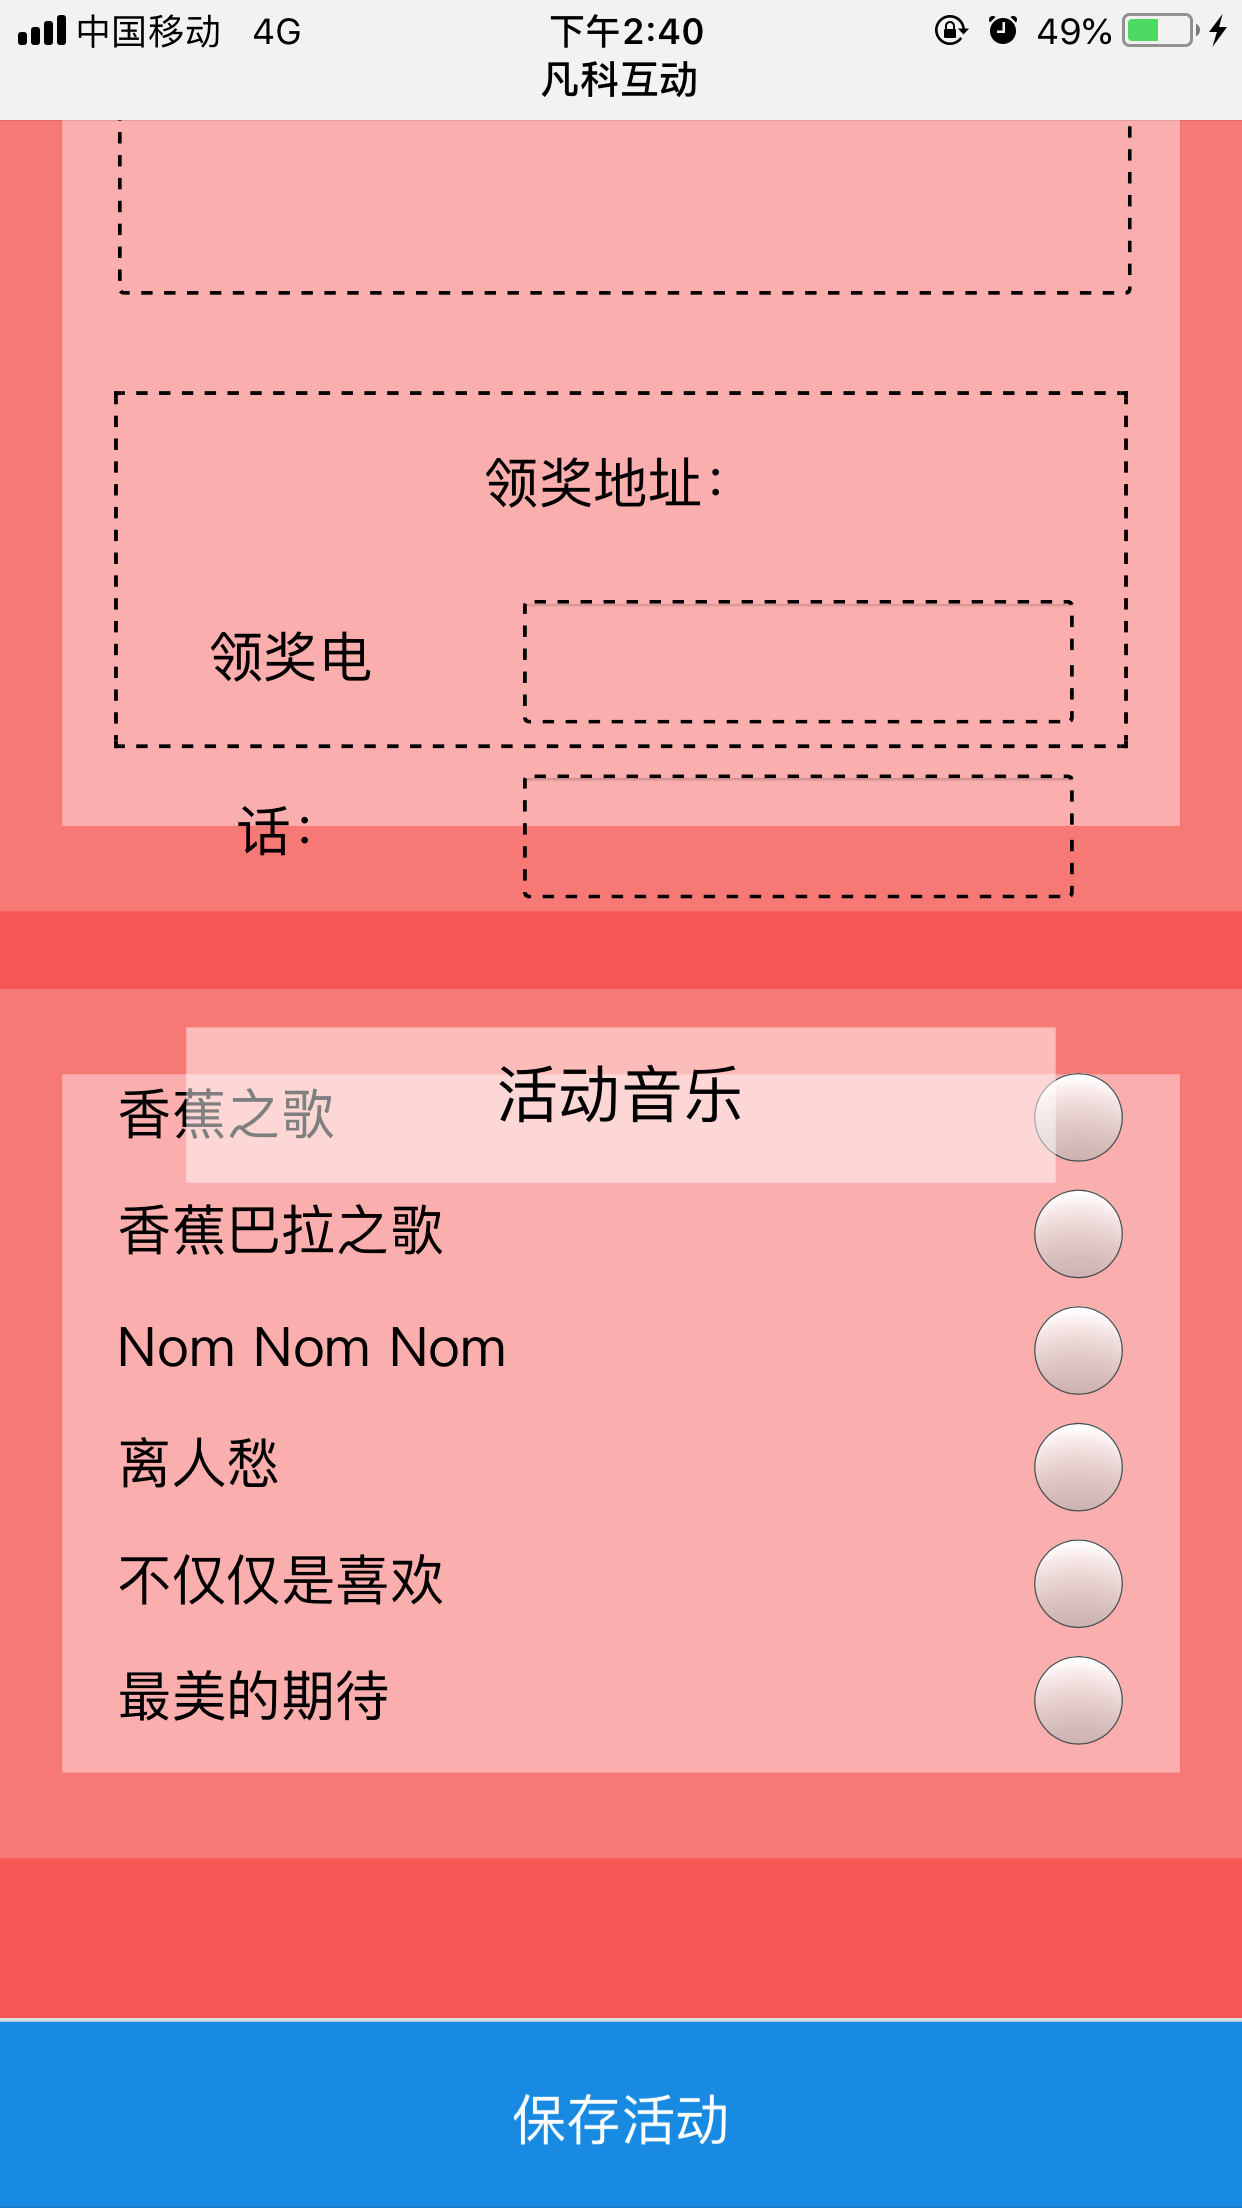 中国移动 4G 下午2:40 49%
凡科互动
领奖地址：
领奖电
话：
活动音乐
香蕉之歌
香蕉巴拉之歌
Nom Nom Nom
离人愁
不仅仅是喜欢
最美的期待
保存活动